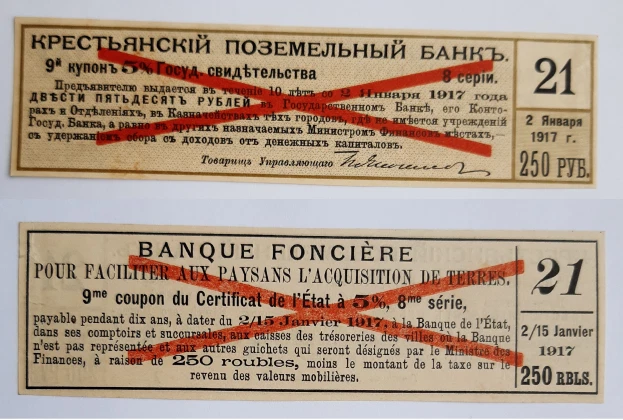 КРЕСТЬЯНСКІЙ ПОЗЕМЕЛЬНЫЙ БАНКЪ.
9й купонъ 5% Госуд. свидѣтельства 8 серіи.
Предъявителю выдается въ теченіе 10 лѣтъ со 2 Января 1917 года
ДВѢСТИ ПЯТЬДЕСЯТЪ РУБЛЕЙ въ Государственномъ Банкѣ, его Конто-
рахъ и Отдѣленіяхъ, въ Казначействахъ тѣхъ городовъ, гдѣ не имѣется учрежденій
Госуд. Банка, а равно въ другихъ назначаемыхъ Министромъ Финансовъ мѣстахъ,—
съ удержаніемъ сбора съ доходовъ отъ денежныхъ капиталовъ.
Товарищъ Управляющаго
21
2 Января
1917 г.
250 РУБ.
BANQUE FONCIÈRE
POUR FACILITER AUX PAYSANS L'ACQUISITION DE TERRES.
9me coupon du Certificat de l'État à 5%, 8me série,
payable pendant dix ans, à dater du 2/15 Janvier 1917, à la Banque de l'État,
dans ses comptoirs et succursales, aux caisses des trésoreries des villes où la Banque
n'est pas représentée et aux autres guichets qui seront désignés par le Ministre des
Finances, à raison de 250 roubles, moins le montant de la taxe sur le
revenu des valeurs mobilières.
21
2/15 Janvier
1917
250 RBLS.